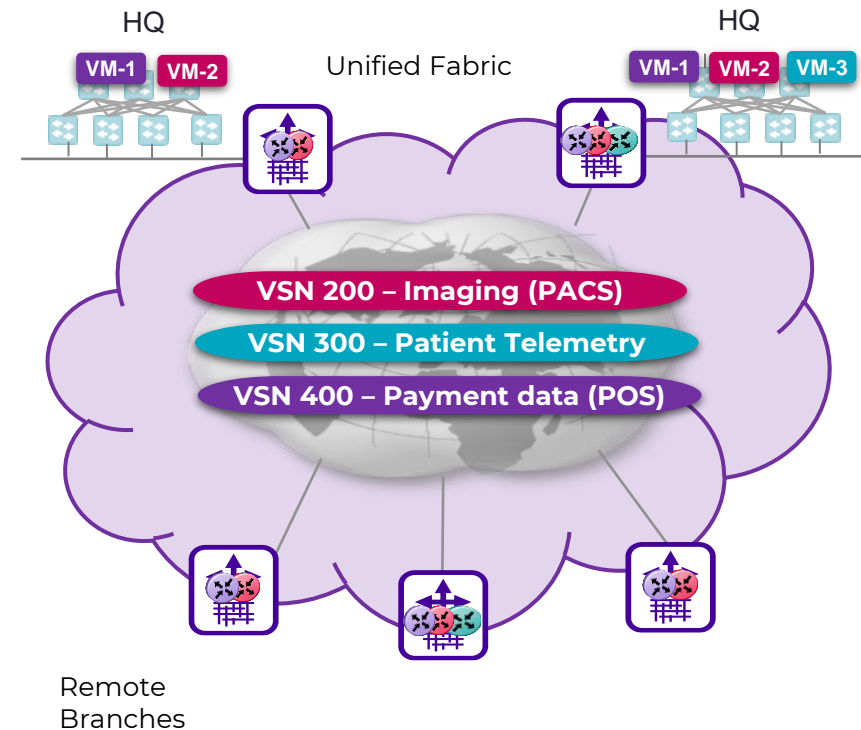 HQ
HQ
VM-1
VM-2
Unified Fabric
VM-1
VM-2
VM-3
VSN 200 – Imaging (PACS)
VSN 300 – Patient Telemetry
VSN 400 – Payment data (POS)
Remote
Branches